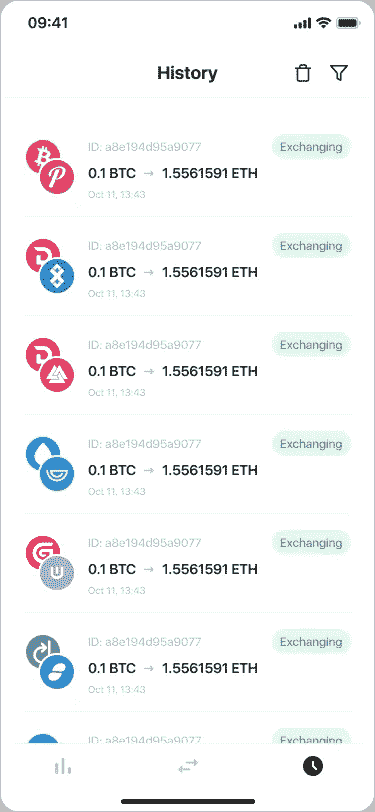 09:41
History
ID: a8e194d95a9077
Exchanging
0.1 BTC → 1.5561591 ETH
Oct 11, 13:43
ID: a8e194d95a9077
Exchanging
0.1 BTC → 1.5561591 ETH
Oct 11, 13:43
ID: a8e194d95a9077
Exchanging
0.1 BTC → 1.5561591 ETH
Oct 11, 13:43
ID: a8e194d95a9077
Exchanging
0.1 BTC → 1.5561591 ETH
Oct 11, 13:43
ID: a8e194d95a9077
Exchanging
0.1 BTC → 1.5561591 ETH
Oct 11, 13:43
ID: a8e194d95a9077
Exchanging
0.1 BTC → 1.5561591 ETH
Oct 11, 13:43
ID: a8e194d95a9077
Exchanging